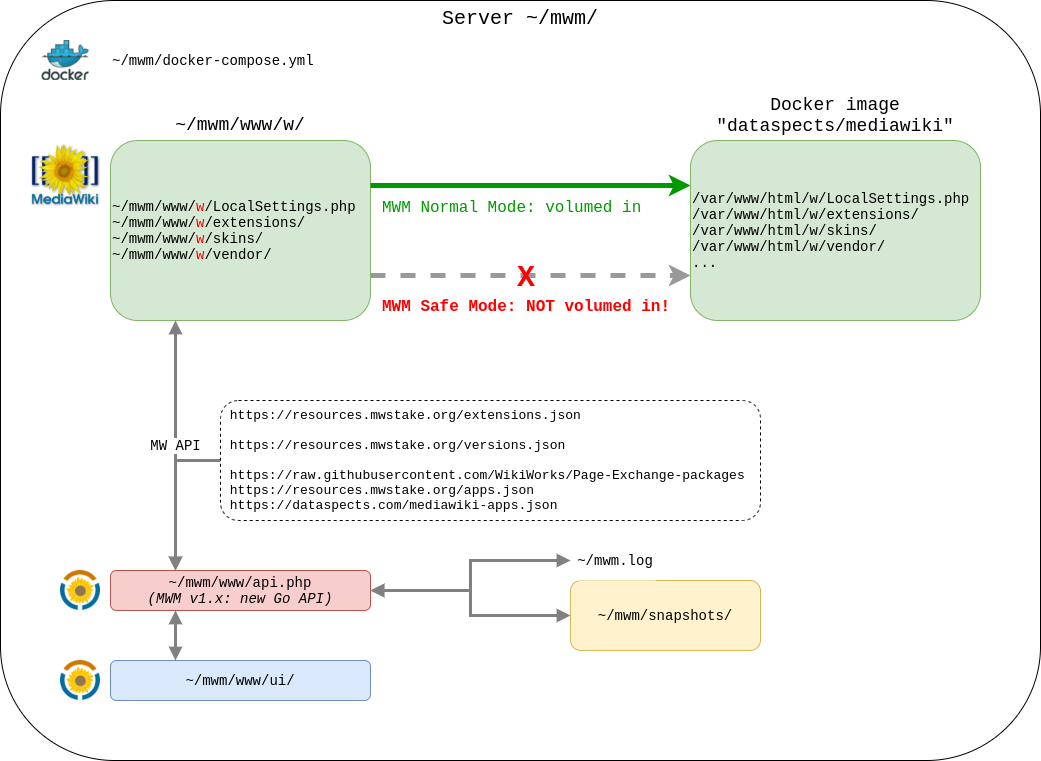 Server ~/mwm/
docker
~/mwm/docker-compose.yml
~/mwm/www/w/
Docker image
"dataspects/mediawiki"
MediaWiki
~/mwm/www/w/LocalSettings.php
~/mwm/www/w/extensions/
~/mwm/www/w/skins/
~/mwm/www/w/vendor/
MWM Normal Mode: volumed in
X
MWM Safe Mode: NOT volumed in!
/var/www/html/w/LocalSettings.php
/var/www/html/w/extensions/
/var/www/html/w/skins/
/var/www/html/w/vendor/
...
MW API
https://resources.mwstake.org/extensions.json
https://resources.mwstake.org/versions.json
https://raw.githubusercontent.com/WikiWorks/Page-Exchange-packages
https://resources.mwstake.org/apps.json
https://dataspects.com/mediawiki-apps.json
~/mwm/www/api.php
(MWM v1.x: new Go API)
~/mwm.log
~/mwm/snapshots/
~/mwm/www/ui/